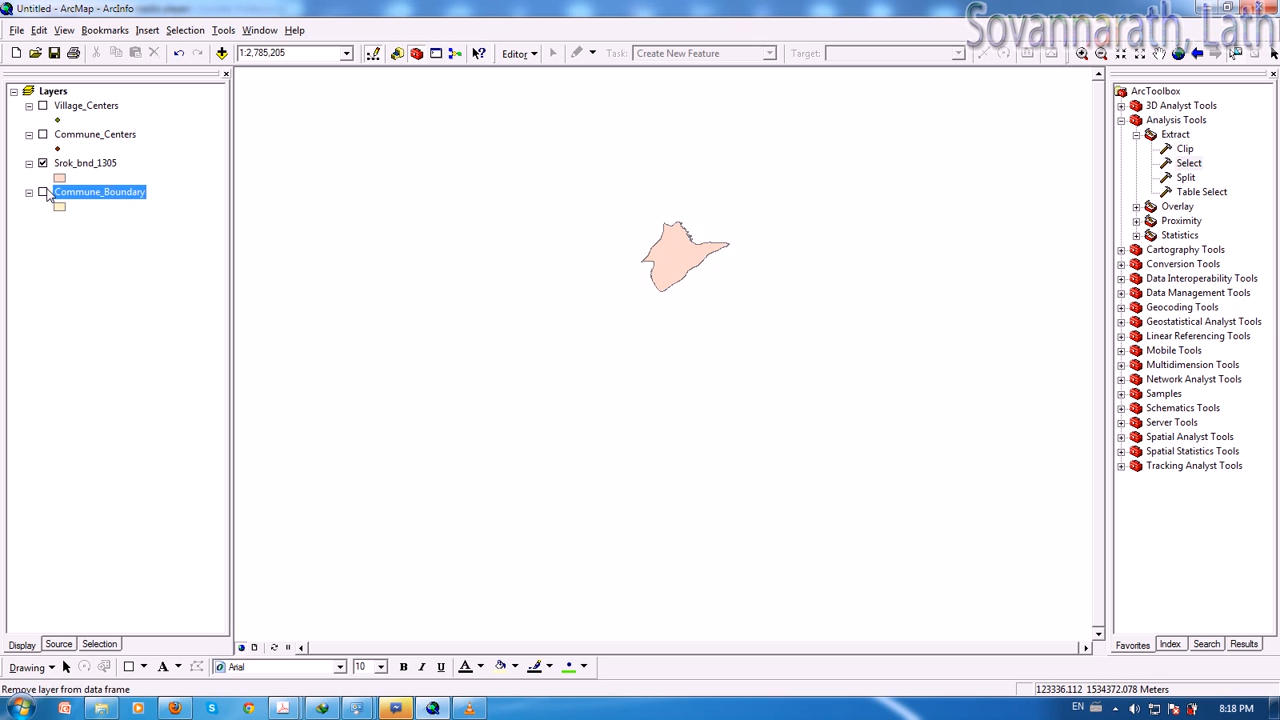 Untitled - ArcMap - ArcInfo
Sovannarath, Lath
File Edit View Bookmarks Insert Selection Tools Window Help
1:2,785,205
Editor
Task: Create New Feature
Target:
Layers
Village_Centers
Commune_Centers
Srok_bnd_1305
Commune_Boundary
ArcToolbox
3D Analyst Tools
Analysis Tools
Extract
Clip
Select
Split
Table Select
Overlay
Proximity
Statistics
Cartography Tools
Conversion Tools
Data Interoperability Tools
Data Management Tools
Geocoding Tools
Geostatistical Analyst Tools
Linear Referencing Tools
Mobile Tools
Multidimension Tools
Network Analyst Tools
Samples
Schematics Tools
Server Tools
Spatial Analyst Tools
Spatial Statistics Tools
Tracking Analyst Tools
Display Source Selection
Favorites Index Search Results
Drawing A Arial 10 B I U A
Remove layer from data frame
123336.112 1534372.078 Meters
EN 8:18 PM